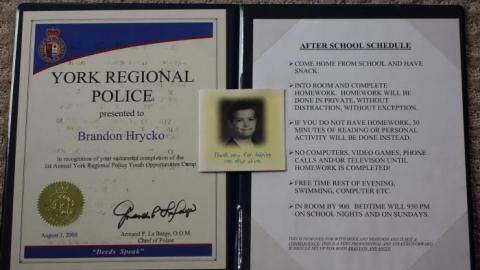 YORK REGIONAL
POLICE
presented to
Brandon Hrycko
in recognition of your successful completion of the
1st Annual York Regional Police Youth Opportunities Camp
August 1, 2008
Armand P. La Barge, O.O.M.
Chief of Police
"Deeds Speak"
Thank you for helping
me
AFTER SCHOOL SCHEDULE
COME HOME FROM SCHOOL AND HAVE
SNACK.
INTO ROOM AND COMPLETE
HOMEWORK. HOMEWORK WILL BE
DONE IN PRIVATE, WITHOUT
DISTRACTION, WITHOUT EXCEPTION.
IF YOU DO NOT HAVE HOMEWORK, 30
MINUTES OF READING OR PERSONAL
ACTIVITY WILL BE DONE INSTEAD.
NO COMPUTERS, VIDEO GAMES, PHONE
CALLS AND/OR TELEVISON UNTIL
HOMEWORK IS COMPLETED!
FREE TIME REST OF EVENING,
SWIMMING, COMPUTER ETC.
IN ROOM BY 900. BEDTIME WILL 930 PM
ON SCHOOL NIGHTS AND ON SUNDAYS.